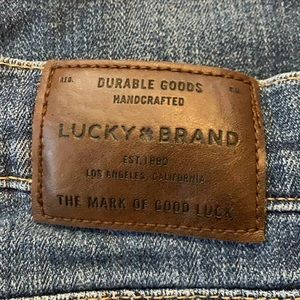 DURABLE GOODS
HANDCRAFTED
LUCKY BRAND
EST. 1990
LOS ANGELES, CALIFORNIA
THE MARK OF GOOD LUCK